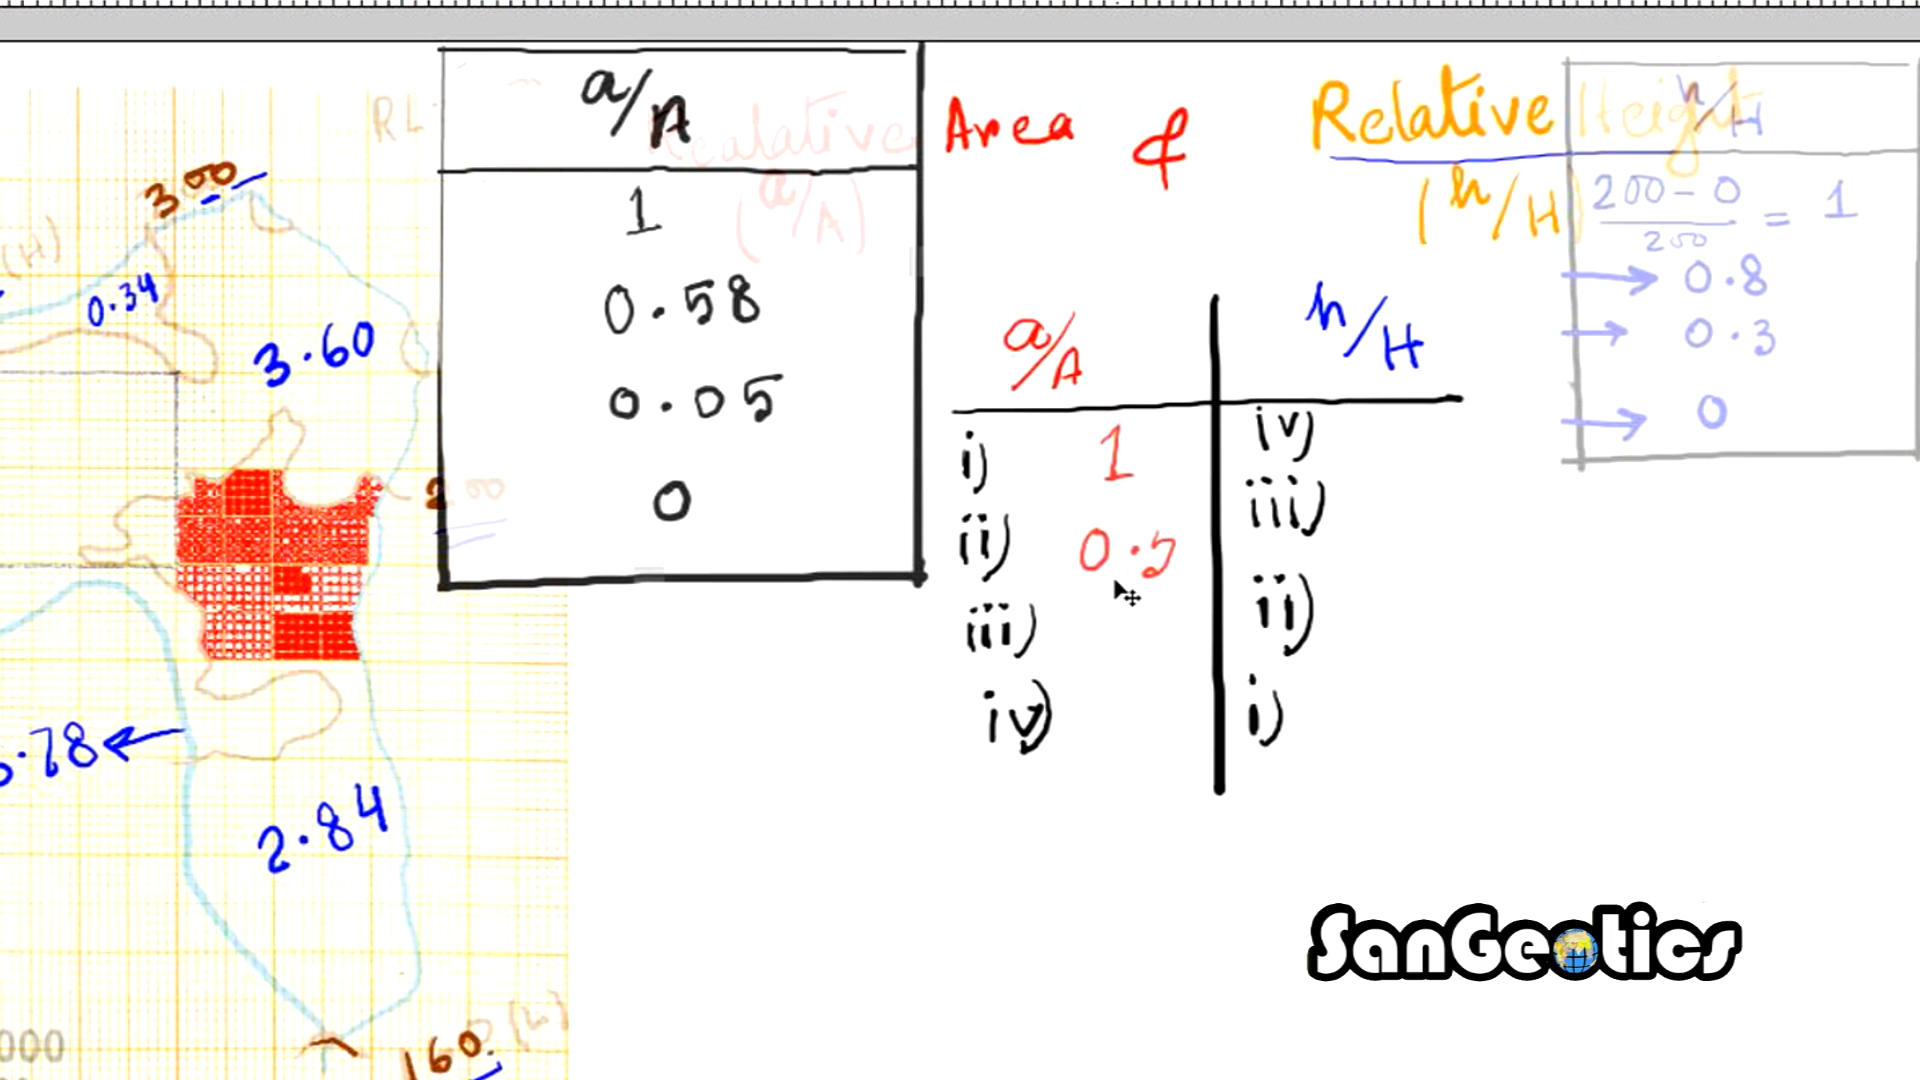 a/A
1
0.58
0.05
0
Realative Area & Relative Height
(a/A) (h/H)
h/H
200-0
200
= 1
→ 0.8
→ 0.3
→ 0
a/A h/H
i) 1 iv)
ii) 0.5 iii)
iii) ii)
iv) i)
RL
300
(H)
0.34
3.60
200
.78 ←
2.84
000
160
SanGeotics